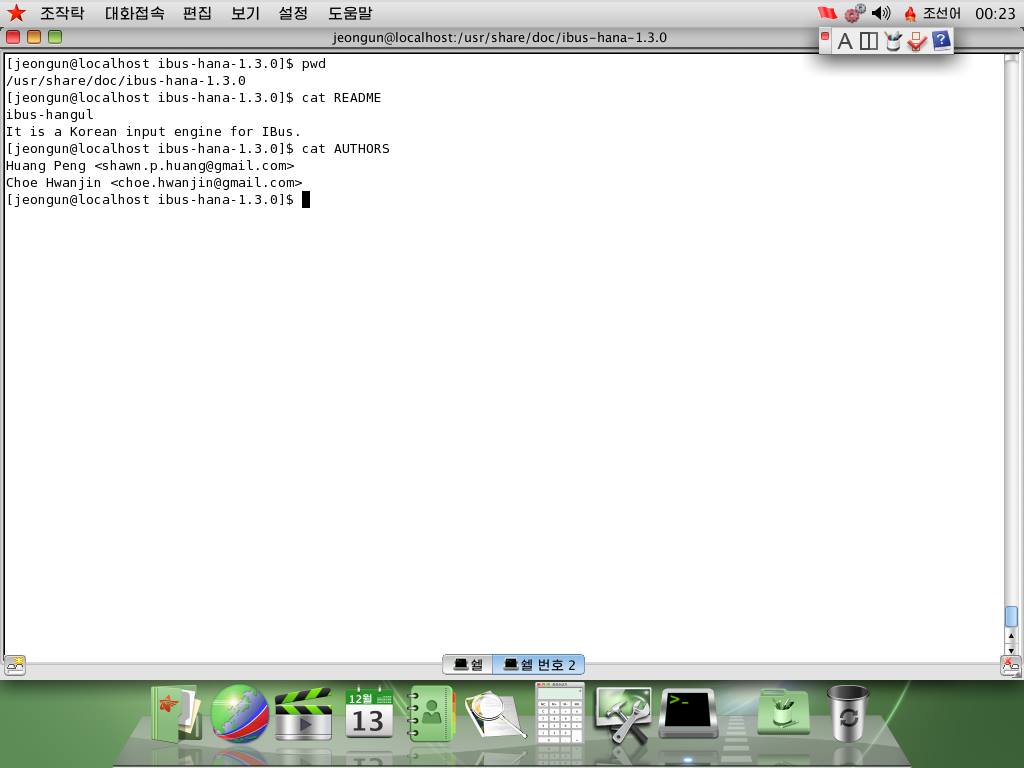 조작탁 대화접속 편집 보기 설정 도움말 조선어 00:23
jeongun@localhost:/usr/share/doc/ibus-hana-1.3.0
A ?
[jeongun@localhost ibus-hana-1.3.0]$ pwd
/usr/share/doc/ibus-hana-1.3.0
[jeongun@localhost ibus-hana-1.3.0]$ cat README
ibus-hangul
It is a Korean input engine for IBus.
[jeongun@localhost ibus-hana-1.3.0]$ cat AUTHORS
Huang Peng <shawn.p.huang@gmail.com>
Choe Hwanjin <choe.hwanjin@gmail.com>
[jeongun@localhost ibus-hana-1.3.0]$
쉘 쉘 번호 2
12월
13
>_